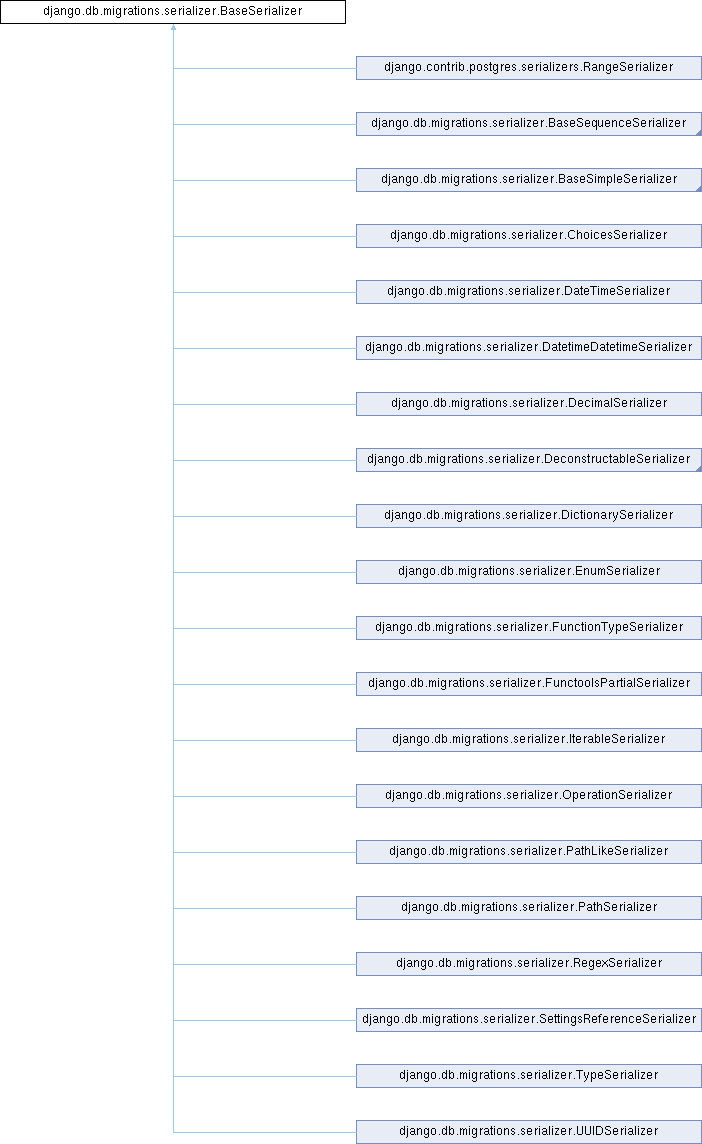 django.db.migrations.serializer.BaseSerializer
django.contrib.postgres.serializers.RangeSerializer
django.db.migrations.serializer.BaseSequenceSerializer
django.db.migrations.serializer.BaseSimpleSerializer
django.db.migrations.serializer.ChoicesSerializer
django.db.migrations.serializer.DateTimeSerializer
django.db.migrations.serializer.DatetimeDatetimeSerializer
django.db.migrations.serializer.DecimalSerializer
django.db.migrations.serializer.DeconstructableSerializer
django.db.migrations.serializer.DictionarySerializer
django.db.migrations.serializer.EnumSerializer
django.db.migrations.serializer.FunctionTypeSerializer
django.db.migrations.serializer.FunctoolsPartialSerializer
django.db.migrations.serializer.IterableSerializer
django.db.migrations.serializer.OperationSerializer
django.db.migrations.serializer.PathLikeSerializer
django.db.migrations.serializer.PathSerializer
django.db.migrations.serializer.RegexSerializer
django.db.migrations.serializer.SettingsReferenceSerializer
django.db.migrations.serializer.TypeSerializer
django.db.migrations.serializer.UUIDSerializer